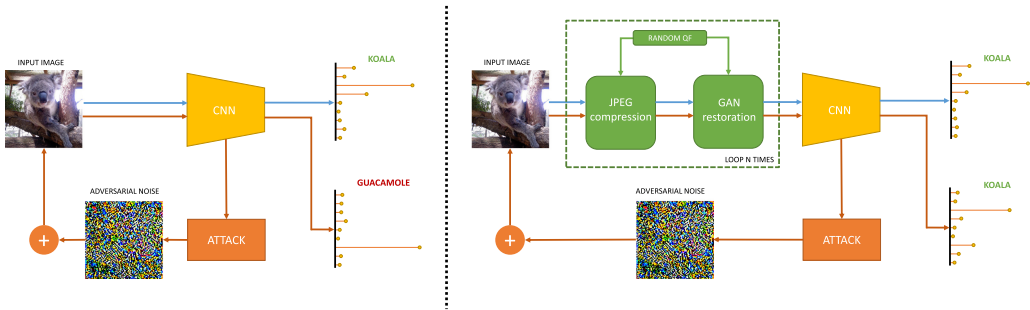 INPUT IMAGE
KOALA
CNN
GUACAMOLE
ADVERSARIAL NOISE
+
ATTACK
RANDOM QF
INPUT IMAGE
KOALA
JPEG
compression
GAN
restoration
CNN
LOOP N TIMES
KOALA
ADVERSARIAL NOISE
+
ATTACK